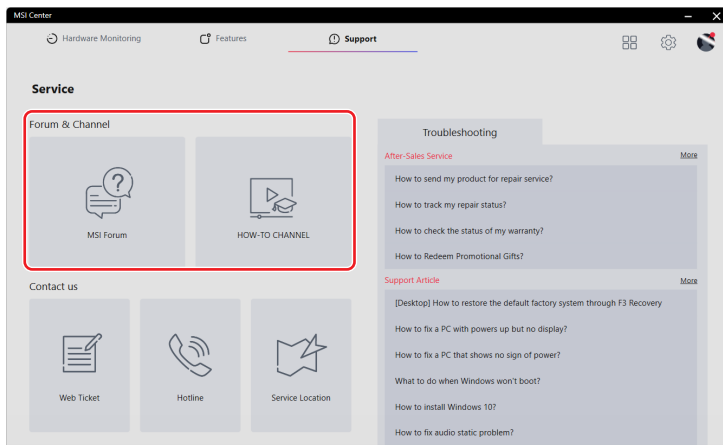 MSI Center
Hardware Monitoring
Features
Support
Service
Forum & Channel
MSI Forum
HOW-TO CHANNEL
Contact us
Web Ticket
Hotline
Service Location
Troubleshooting
After-Sales Service
More
How to send my product for repair service?
How to track my repair status?
How to check the status of my warranty?
How to Redeem Promotional Gifts?
Support Article
More
[Desktop] How to restore the default factory system through F3 Recovery
How to fix a PC with powers up but no display?
How to fix a PC that shows no sign of power?
What to do when Windows won't boot?
How to install Windows 10?
How to fix audio static problem?